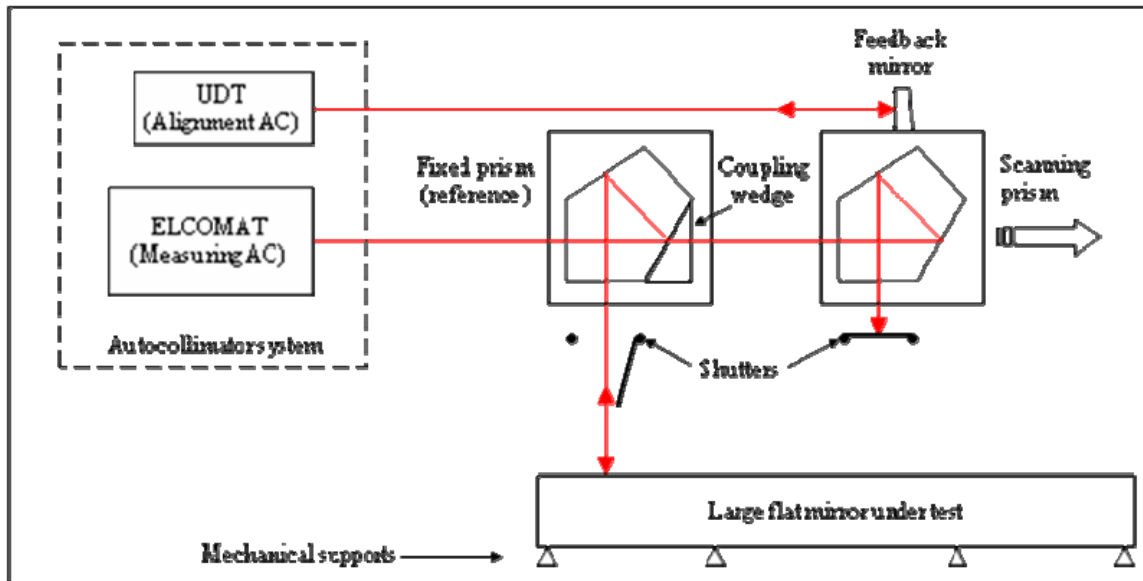 UDT
(Alignment AC)
Feedback
mirror
Fixed prism
(reference)
Coupling
wedge
Scanning
prism
ELCOMAT
(Measuring AC)
Autocollimator system
Shutters
Large flat mirror under test
Mechanical supports